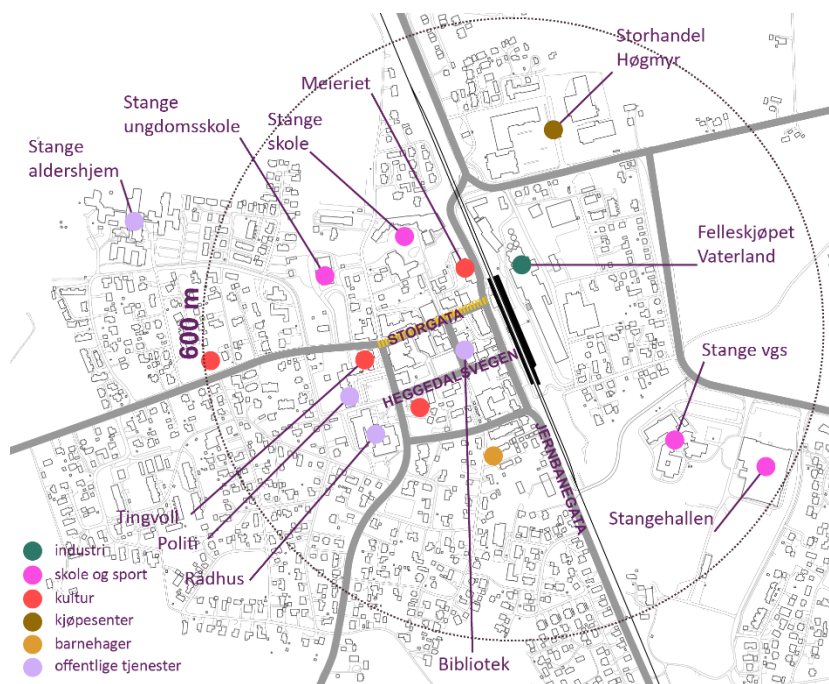 Storhandel
Høgmyr
Meieriet
Stange
ungdomsskole
Stange
skole
Stange
aldershjem
Felleskjøpet
Vaterland
600 m
STORGATA
HEGGEDALSVEGEN
Stange vgs
JERNBANEGATA
Stangehallen
Tingvoll
Politi
Rådhus
Bibliotek
industri
skole og sport
kultur
kjøpesenter
barnehager
offentlige tjenester